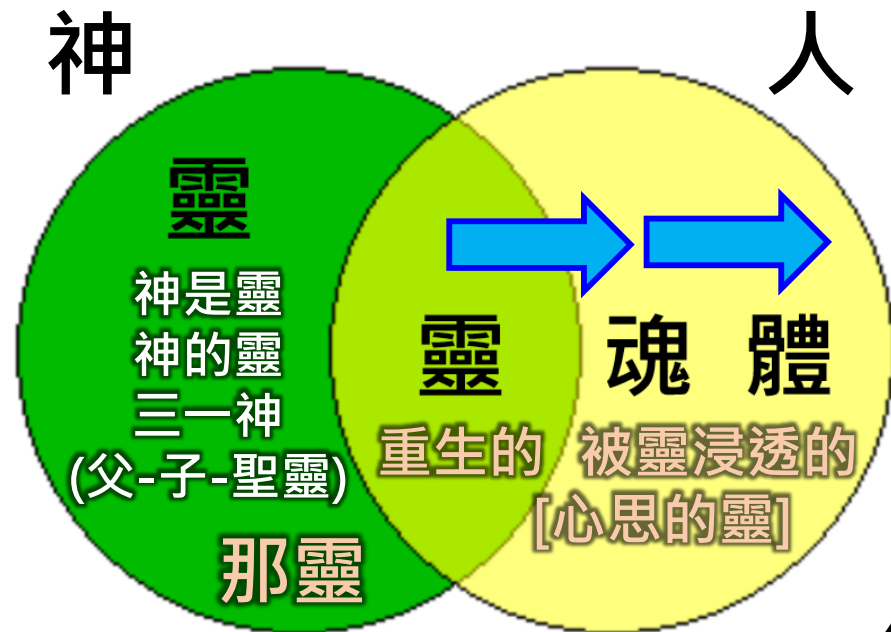 神
人
靈
神是靈
神的靈
三一神
(父-子-聖靈)
那靈
靈 魂 體
重生的 被靈浸透的
[心思的靈]